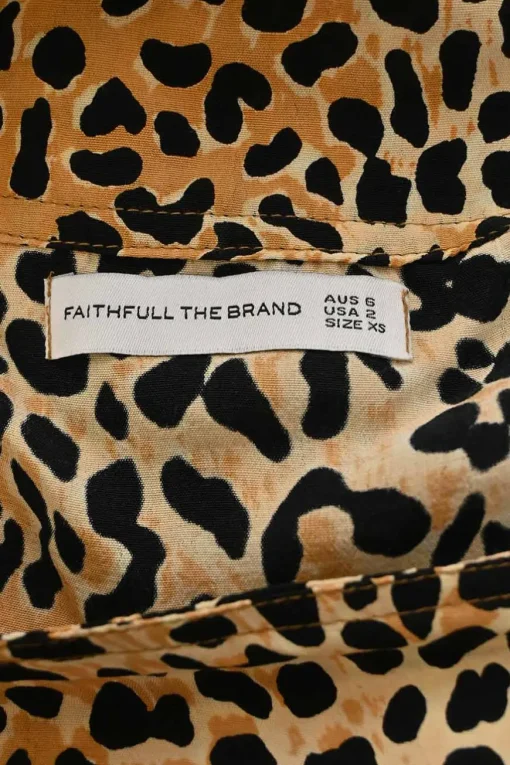 FAITHFULL THE BRAND
AUS 6
USA 2
SIZE XS